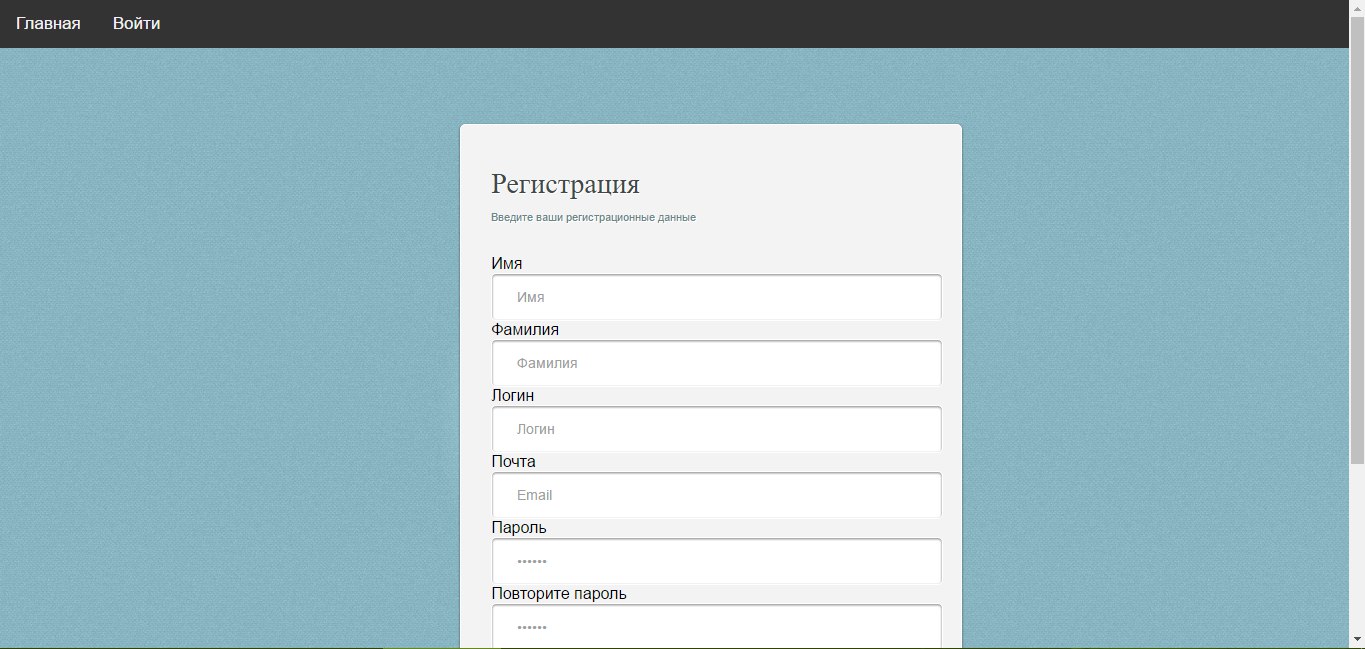 Главная Войти
Регистрация
Введите ваши регистрационные данные
Имя
Имя
Фамилия
Фамилия
Логин
Логин
Почта
Email
Пароль
••••••
Повторите пароль
••••••